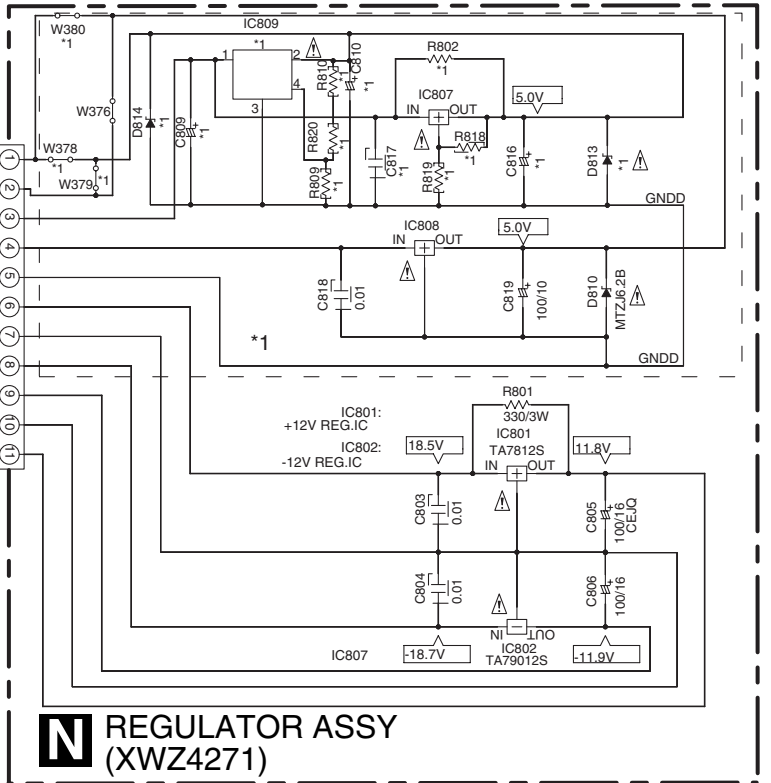 W380
*1
IC809
*1
1
2
4
3
R810
*1
C810
*1
R802
*1
IC807
IN
OUT
5.0V
W376
D814
*1
C809
*1
R820
*1
R809
*1
C817
*1
R818
*1
R819
*1
C816
*1
D813
*1
W378
*1
W379
*1
GNDD
1
2
3
4
5
6
7
8
9
10
11
IC808
IN
OUT
5.0V
C818
0.01
C819
100/10
D810
MTZJ6.2B
*1
GNDD
R801
330/3W
IC801:
+12V REG.IC
IC802:
-12V REG.IC
IC801
TA7812S
18.5V
IN
OUT
11.8V
C803
0.01
C805
100/16
CEJQ
C804
0.01
C806
100/16
IN
OUT
IC807
-18.7V
IC802
TA79012S
-11.9V
N
REGULATOR ASSY
(XWZ4271)